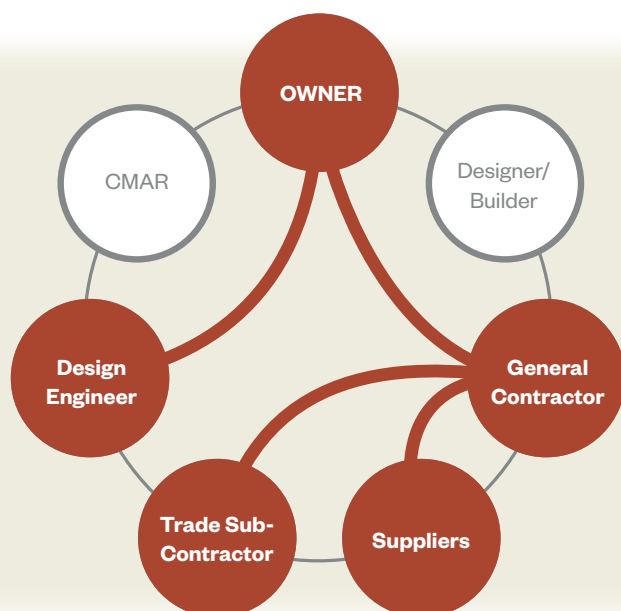 OWNER
CMAR
Designer/
Builder
Design
Engineer
General
Contractor
Trade Sub-
Contractor
Suppliers